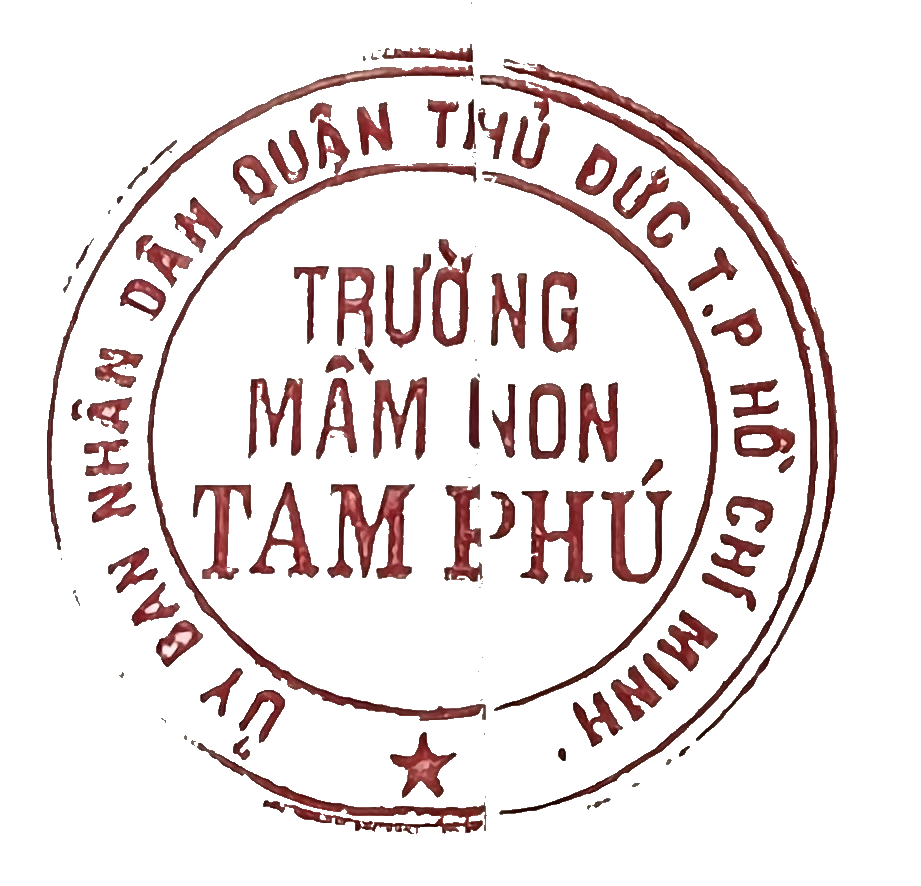 ỦY BAN NHÂN DÂN QUẬN THỦ ĐỨC T.P HỒ CHÍ MINH
TRƯỜNG
MẦM NON
TAM PHÚ